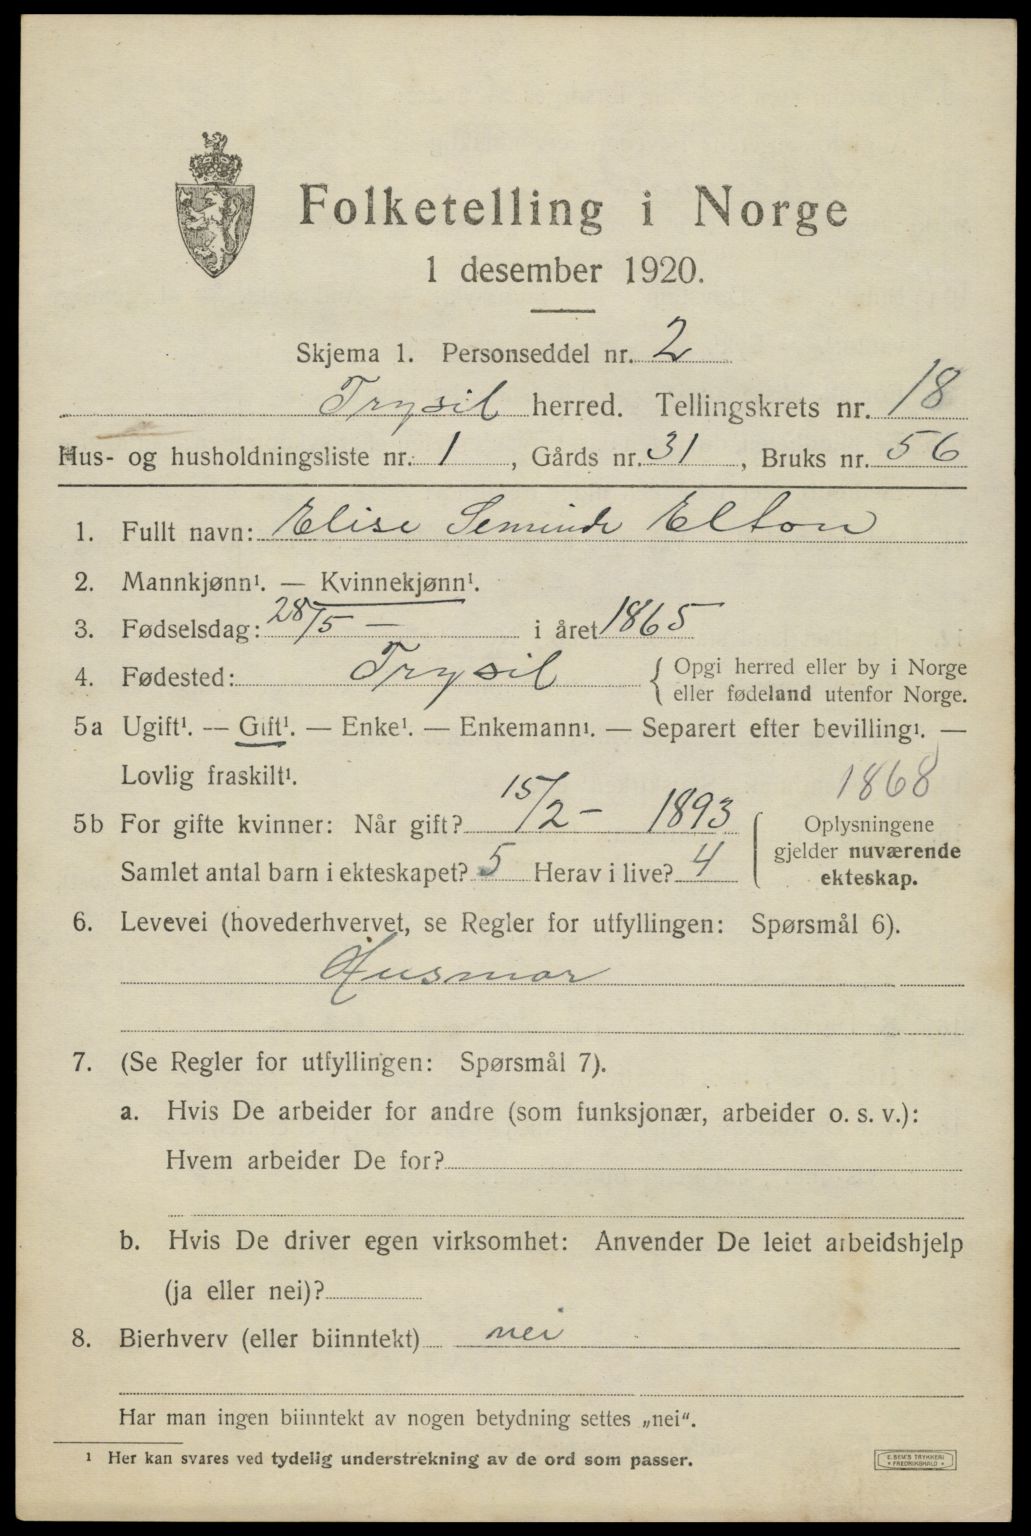 Folketelling i Norge
1 desember 1920.
Skjema 1. Personseddel nr. 2
Trysil herred. Tellingskrets nr. 18
Hus- og husholdningsliste nr. 1, Gårds nr. 31, Bruks nr. 56
1. Fullt navn: Elise Elton
2. Mannkjønn¹. — Kvinnekjønn¹.
3. Fødselsdag: 28/5 — i året 1865
4. Fødested: Trysil { Opgi herred eller by i Norge
eller fødeland utenfor Norge.
5a Ugift¹. — Gift¹. — Enke¹. — Enkemann¹. — Separert efter bevilling¹. —
Lovlig fraskilt¹. 1868
5b For gifte kvinner: Når gift? 15/2 — 1893 { Oplysningene
gjelder nuværende
Samlet antal barn i ekteskapet? 5 Herav i live? 4 ekteskap.
6. Levevei (hovederhvervet, se Regler for utfyllingen: Spørsmål 6).
Husmor
7. (Se Regler for utfyllingen: Spørsmål 7).
a. Hvis De arbeider for andre (som funksjonær, arbeider o. s. v.):
Hvem arbeider De for?
b. Hvis De driver egen virksomhet: Anvender De leiet arbeidshjelp
(ja eller nei)?
8. Bierhverv (eller biinntekt) nei
Har man ingen biinntekt av nogen betydning settes „nei“.
¹ Her kan svares ved tydelig understrekning av de ord som passer.
E. SEM'S TRYKKERI
• FREDRIKSHALD •